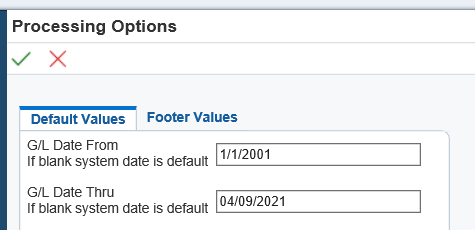 Processing Options
Default Values
Footer Values
G/L Date From
If blank system date is default
1/1/2001
G/L Date Thru
If blank system date is default
04/09/2021